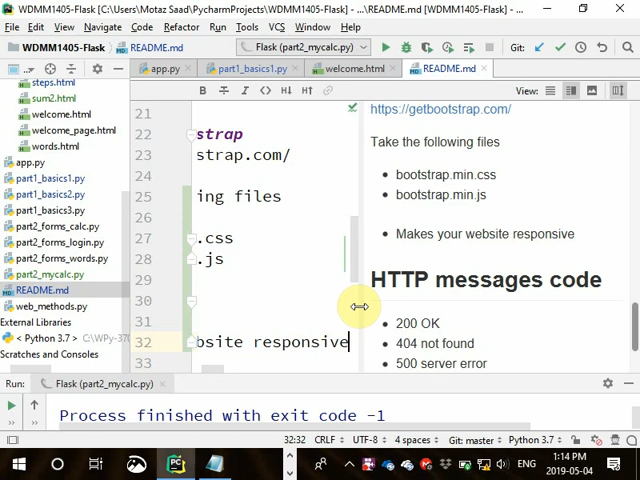 WDMM1405-Flask [C:\Users\Motaz Saad\PycharmProjects\WDMM1405-Flask] - ...\README.md [WDMM1405-Flask] - ...
File Edit View Navigate Code Refactor Run Tools VCS Window Help
WDMM1405-Flask README.md Flask (part2_mycalc.py) Git:
app.py part1_basics1.py welcome.html README.md
steps.html
sum2.html
welcome.html
welcome_page.html
words.html
app.py
part1_basics1.py
part1_basics2.py
part1_basics3.py
part2_forms_calc.py
part2_forms_login.py
part2_forms_words.py
part2_mycalc.py
README.md
web_methods.py
External Libraries
< Python 3.7 > C:\WPy-370
Scratches and Consoles
B S I <> H↑ H↓ View:
21
22 strap
23 strap.com/
24
25 ing files
26
27 .css
28 .js
29
30
31
32 bsite responsive
33
https://getbootstrap.com/
Take the following files
• bootstrap.min.css
• bootstrap.min.js
• Makes your website responsive
HTTP messages code
• 200 OK
• 404 not found
• 500 server error
Run: Flask (part2_mycalc.py)
Process finished with exit code -1
32:32 CRLF UTF-8 4 spaces Git: master Python 3.7
ENG 1:14 PM
2019-05-04